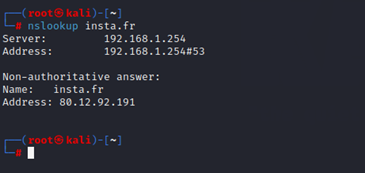 ┌──(root㉿kali)-[~]
└─# nslookup insta.fr
Server:         192.168.1.254
Address:        192.168.1.254#53

Non-authoritative answer:
Name:   insta.fr
Address: 80.12.92.191

┌──(root㉿kali)-[~]
└─#